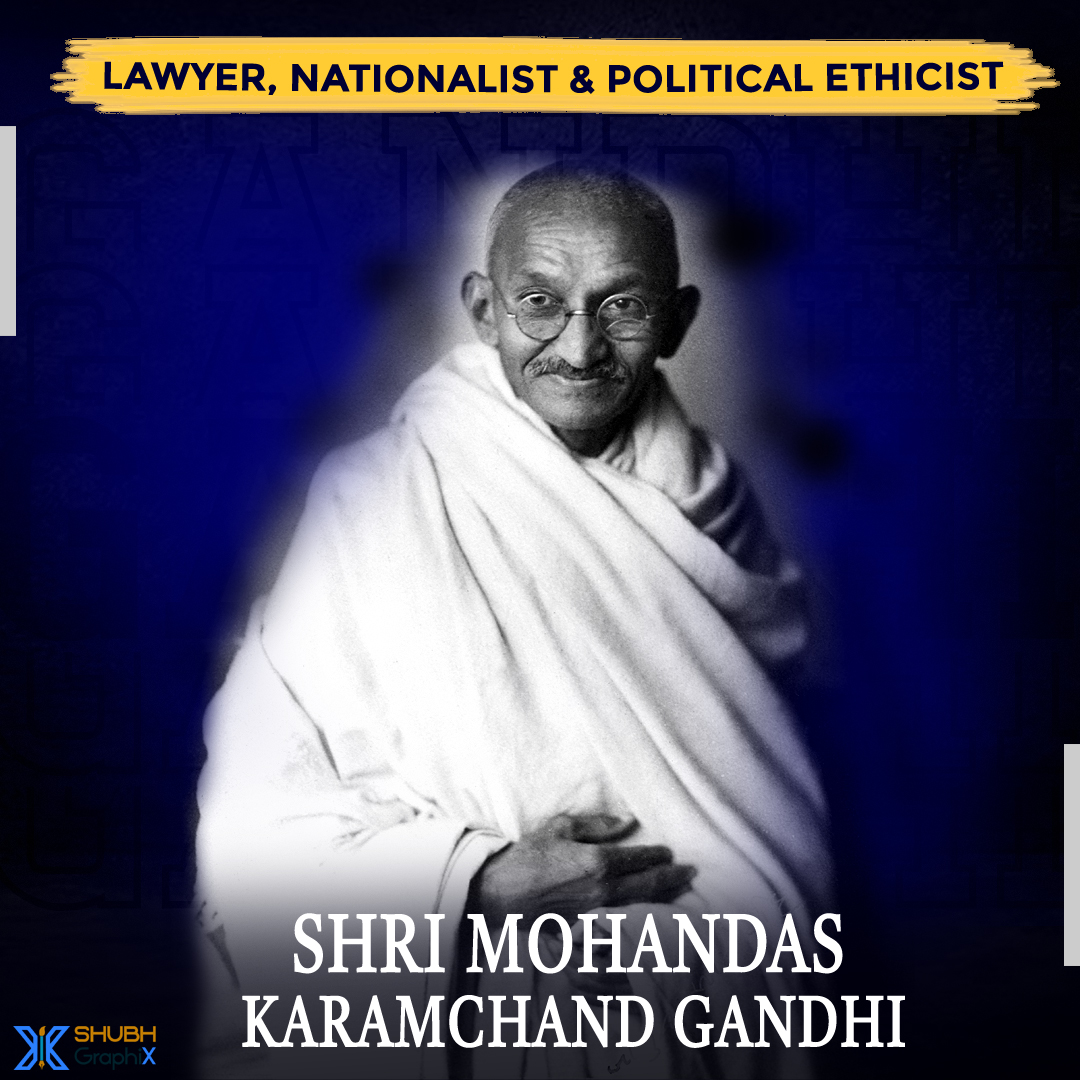 LAWYER, NATIONALIST & POLITICAL ETHICIST
SHRI MOHANDAS
KARAMCHAND GANDHI
SHUBH
GraphiX